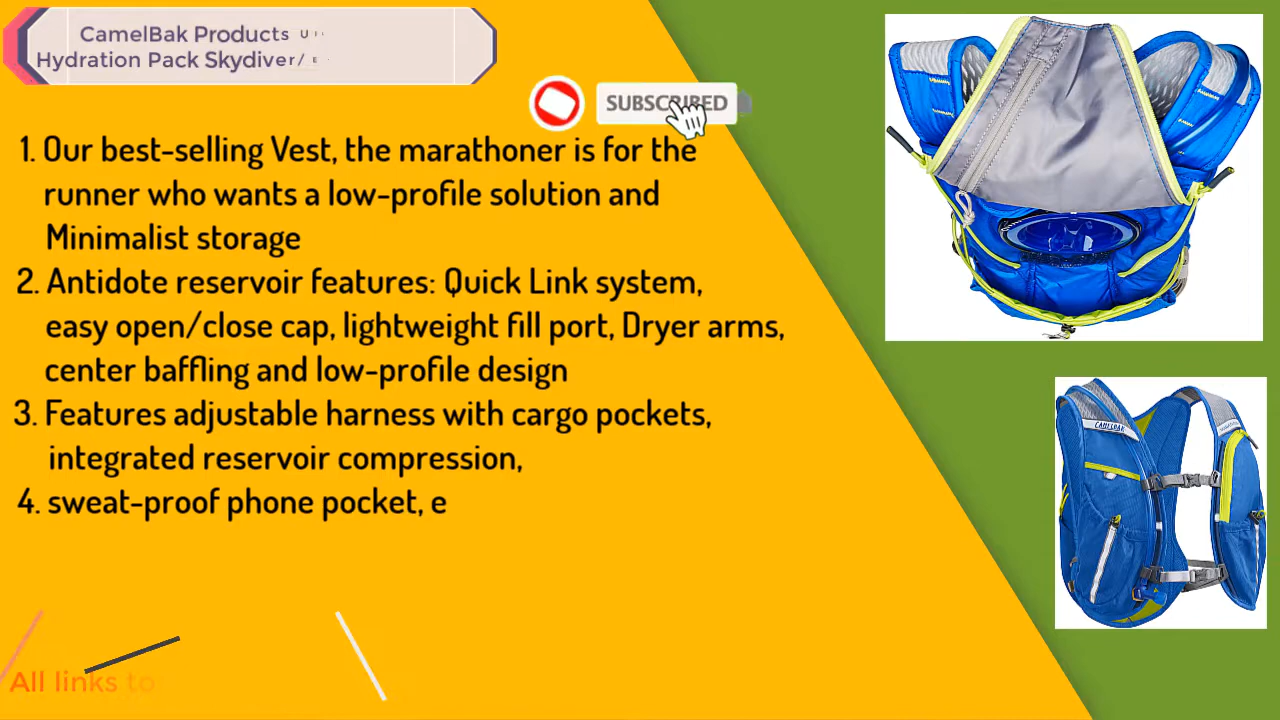 CamelBak Products U
Hydration Pack Skydiver/ E
SUBSCRIBED
1. Our best-selling Vest, the marathoner is for the
runner who wants a low-profile solution and
Minimalist storage
2. Antidote reservoir features: Quick Link system,
easy open/close cap, lightweight fill port, Dryer arms,
center baffling and low-profile design
3. Features adjustable harness with cargo pockets,
integrated reservoir compression,
4. sweat-proof phone pocket, e
All links to
CAMELBAK